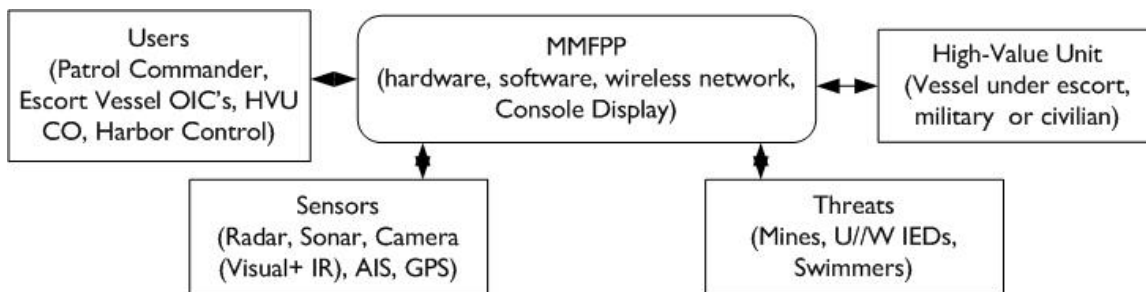 Users
(Patrol Commander,
Escort Vessel OIC's, HVU
CO, Harbor Control)
MMFPP
(hardware, software, wireless network,
Console Display)
High-Value Unit
(Vessel under escort,
military or civilian)
Sensors
(Radar, Sonar, Camera
(Visual+ IR), AIS, GPS)
Threats
(Mines, U//W IEDs,
Swimmers)